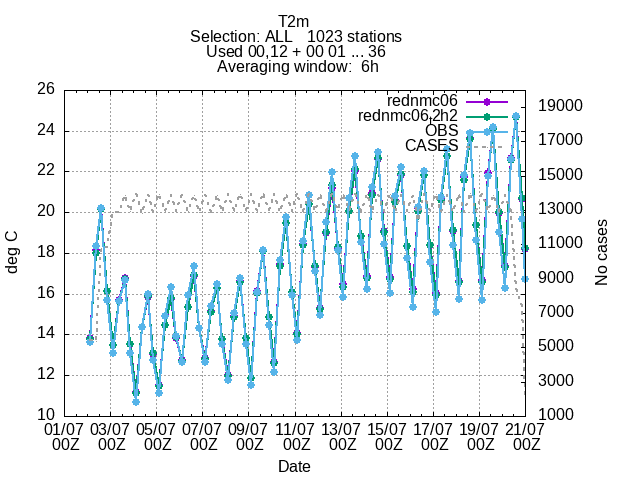 T2m
Selection: ALL 1023 stations
Used 00,12 + 00 01 ... 36
Averaging window: 6h
rednmc06
rednmc06,2h2
OBS
CASES
26
24
22
20
18
16
14
12
10
19000
17000
15000
13000
11000
9000
7000
5000
3000
1000
deg C
No cases
01/07 03/07 05/07 07/07 09/07 11/07 13/07 15/07 17/07 19/07 21/07
00Z 00Z 00Z 00Z 00Z 00Z 00Z 00Z 00Z 00Z 00Z
Date